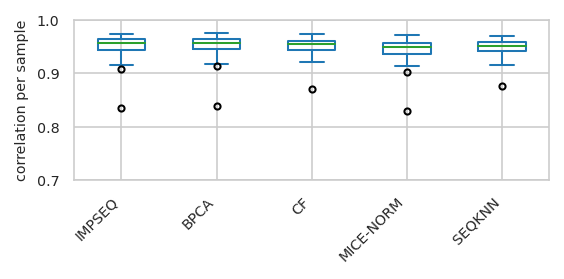 correlation per sample
1.0
0.9
0.8
0.7
IMPSEQ
BPCA
CF
MICE-NORM
SEQKNN